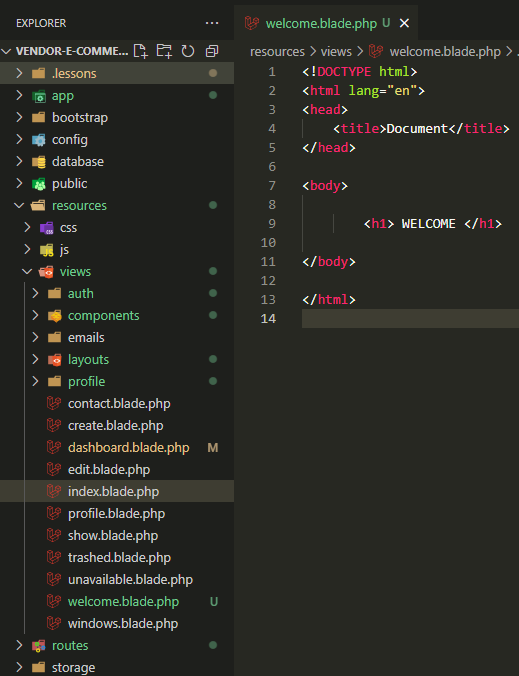 EXPLORER ...
VENDOR-E-COMME...
.lessons
app
bootstrap
config
database
public
resources
css
js
views
auth
components
emails
layouts
profile
contact.blade.php
create.blade.php
dashboard.blade.php M
edit.blade.php
index.blade.php
profile.blade.php
show.blade.php
trashed.blade.php
unavailable.blade.php
welcome.blade.php U
windows.blade.php
routes
storage
welcome.blade.php U
resources > views > welcome.blade.php > .
1 <!DOCTYPE html>
2 <html lang="en">
3 <head>
4 <title>Document</title>
5 </head>
6
7 <body>
8
9 <h1> WELCOME </h1>
10
11 </body>
12
13 </html>
14